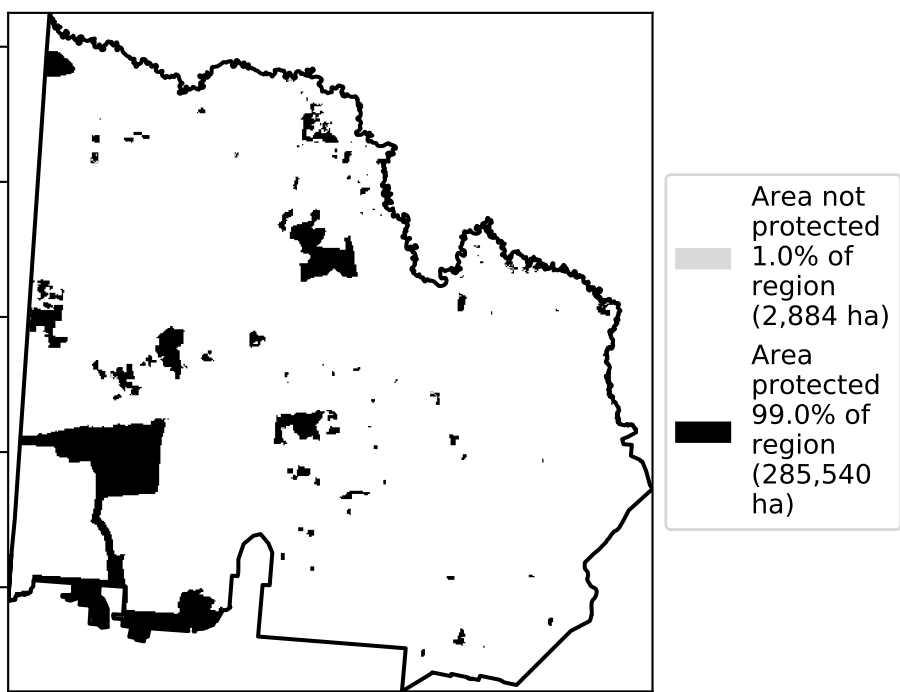 Area not
protected
1.0% of
region
(2,884 ha)
Area
protected
99.0% of
region
(285,540
ha)